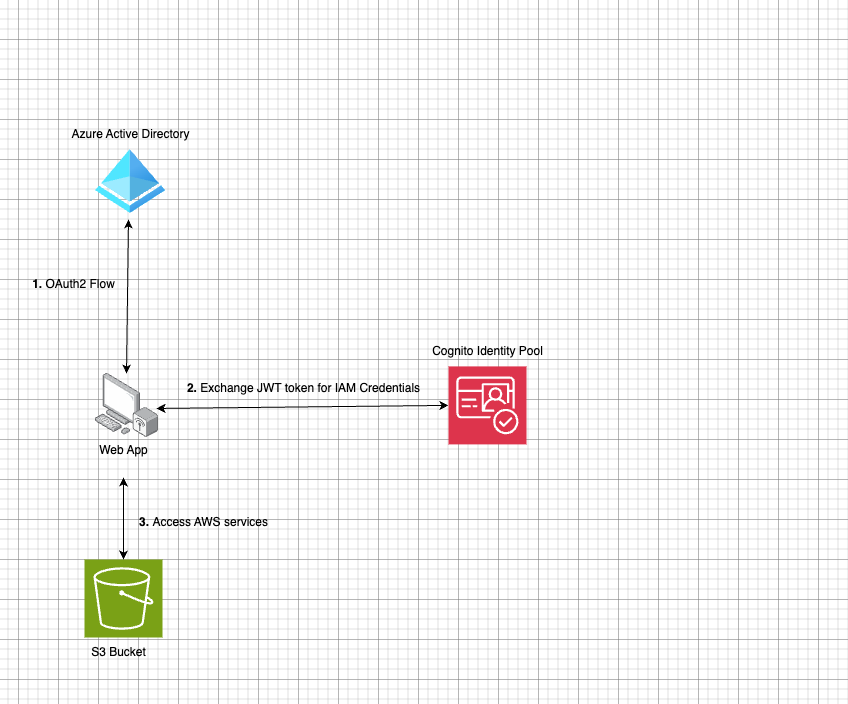 Azure Active Directory
1. OAuth2 Flow
Cognito Identity Pool
2. Exchange JWT token for IAM Credentials
Web App
3. Access AWS services
S3 Bucket